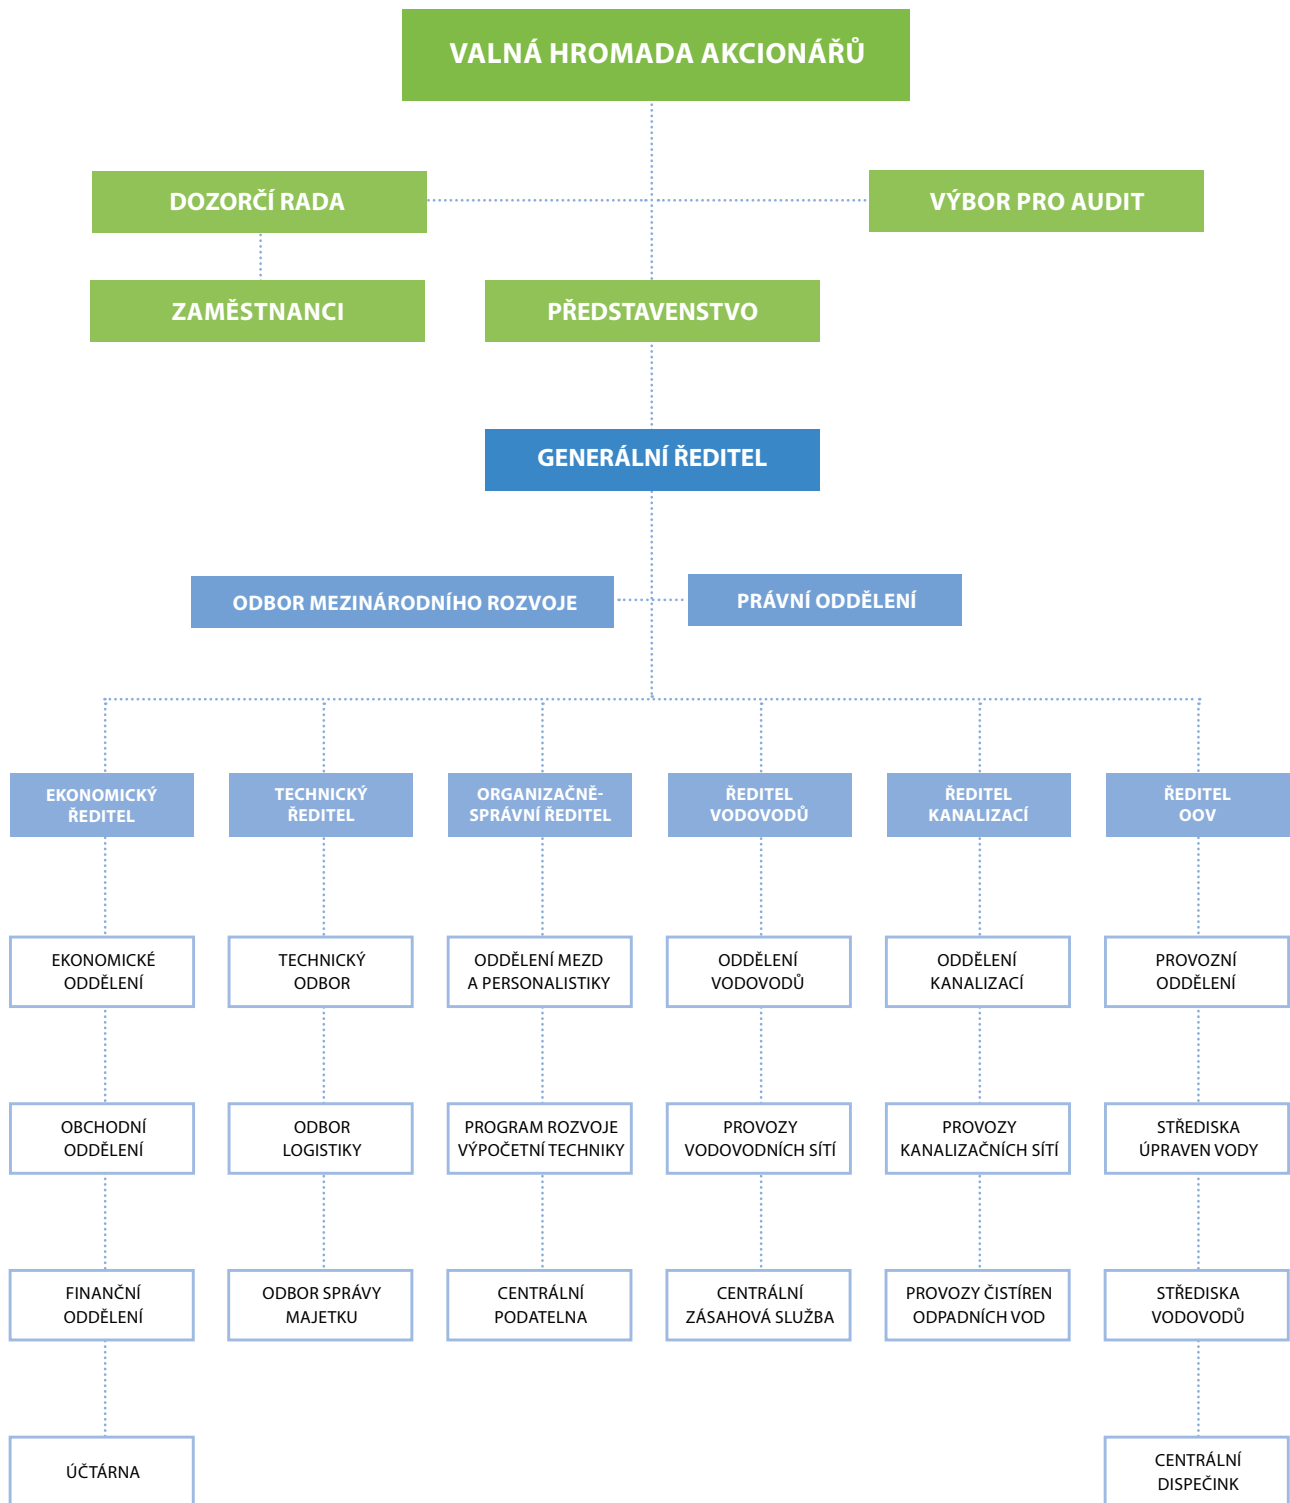 VALNÁ HROMADA AKCIONÁŘŮ
DOZORČÍ RADA
VÝBOR PRO AUDIT
ZAMĚSTNANCI
PŘEDSTAVENSTVO
GENERÁLNÍ ŘEDITEL
ODBOR MEZINÁRODNÍHO ROZVOJE
PRÁVNÍ ODDĚLENÍ
EKONOMICKÝ
ŘEDITEL
TECHNICKÝ
ŘEDITEL
ORGANIZAČNĚ-
SPRÁVNÍ ŘEDITEL
ŘEDITEL
VODOVODŮ
ŘEDITEL
KANALIZACÍ
ŘEDITEL
OOV
EKONOMICKÉ
ODDĚLENÍ
TECHNICKÝ
ODBOR
ODDĚLENÍ MEZD
A PERSONALISTIKY
ODDĚLENÍ
VODOVODŮ
ODDĚLENÍ
KANALIZACÍ
PROVOZNÍ
ODDĚLENÍ
OBCHODNÍ
ODDĚLENÍ
ODBOR
LOGISTIKY
PROGRAM ROZVOJE
VÝPOČETNÍ TECHNIKY
PROVOZY
VODOVODNÍCH SÍTÍ
PROVOZY
KANALIZAČNÍCH SÍTÍ
STŘEDISKA
ÚPRAVEN VODY
FINANČNÍ
ODDĚLENÍ
ODBOR SPRÁVY
MAJETKU
CENTRÁLNÍ
PODATELNA
CENTRÁLNÍ
ZÁSAHOVÁ SLUŽBA
PROVOZY ČISTÍREN
ODPADNÍCH VOD
STŘEDISKA
VODOVODŮ
ÚČTÁRNA
CENTRÁLNÍ
DISPEČINK